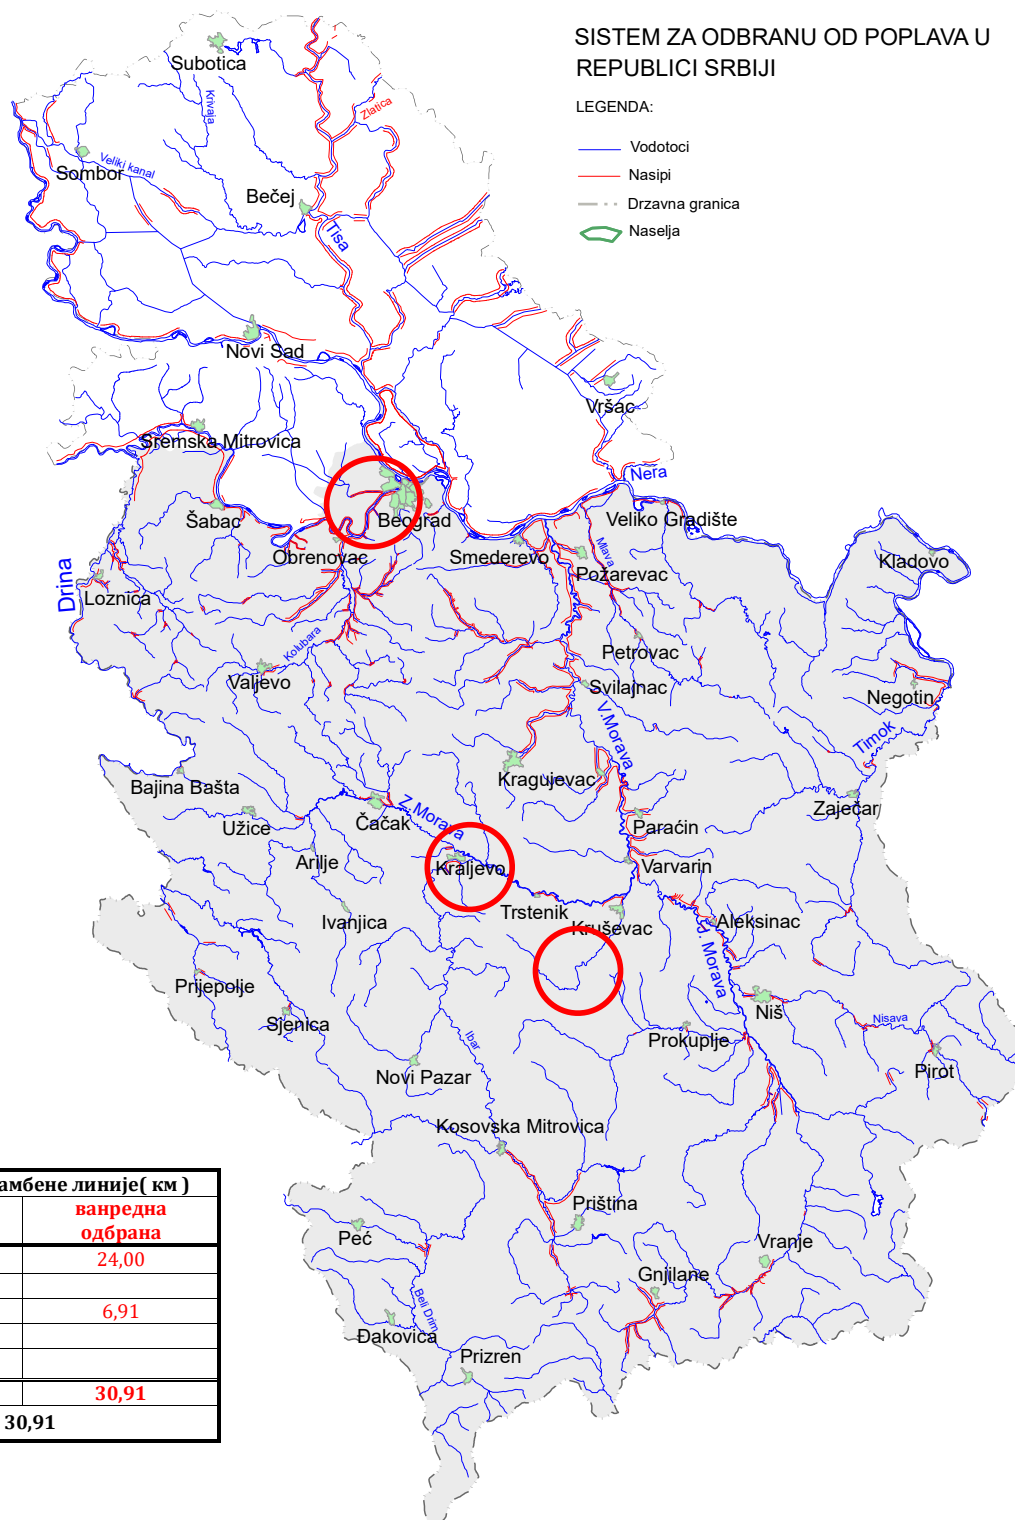 SISTEM ZA ODBRANU OD POPLAVA U
REPUBLICI SRBIJI
LEGENDA:
Vodotoci
Nasipi
Drzavna granica
Naselja
Subotica
Krivaja
Zlatica
Sombor
Veliki kanal
Bečej
Tisa
Novi Sad
Vršac
Sremska Mitrovica
Nera
Šabac
Beograd
Veliko Gradište
Obrenovac
Smederevo
Mlava
Kladovo
Drina
Požarevac
Loznica
Kolubara
Petrovac
Valjevo
Svilajnac
Negotin
V.Morava
Timok
Bajina Bašta
Kragujevac
Z.Morava
Čačak
Užice
Paraćin
Zaječar
Arilje
Kraljevo
Varvarin
Trstenik
Ivanjica
Kruševac
Aleksinac
J. Morava
Prijepolje
Niš
Sjenica
Nisava
Ibar
Prokuplje
Pirot
Novi Pazar
Kosovska Mitrovica
Priština
Peć
Vranje
Gnjilane
Beli Drim
Đakovica
Prizren
амбене линије( км )
ванредна
одбрана
24,00
6,91
30,91
30,91